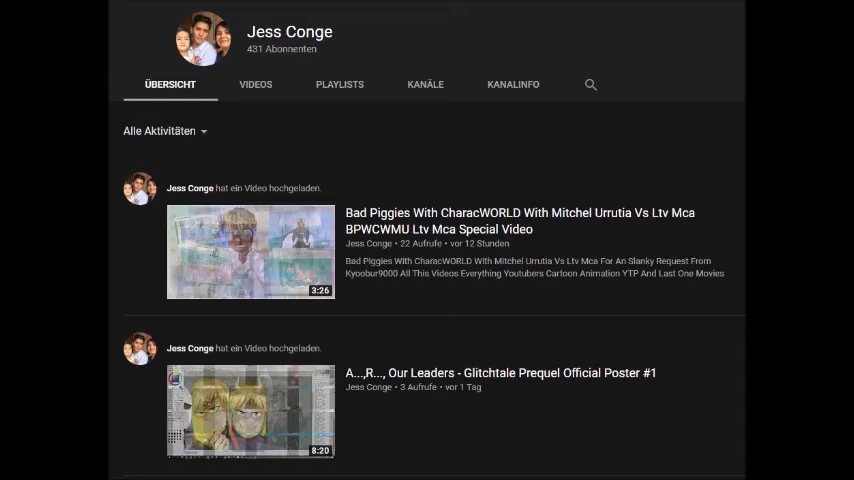 Jess Conge
431 Abonnenten
ÜBERSICHT VIDEOS PLAYLISTS KANÄLE KANALINFO
Alle Aktivitäten
Jess Conge hat ein Video hochgeladen.
Bad Piggies With CharacWORLD With Mitchel Urrutia Vs Ltv Mca
BPWCWMU Ltv Mca Special Video
Jess Conge • 22 Aufrufe • vor 12 Stunden
Bad Piggies With CharacWORLD With Mitchel Urrutia Vs Ltv Mca For An Slanky Request From
Kyoobur9000 All This Videos Everything Youtubers Cartoon Animation YTP And Last One Movies
3:26
Jess Conge hat ein Video hochgeladen.
A...,R..., Our Leaders - Glitchtale Prequel Official Poster #1
Jess Conge • 3 Aufrufe • vor 1 Tag
8:20